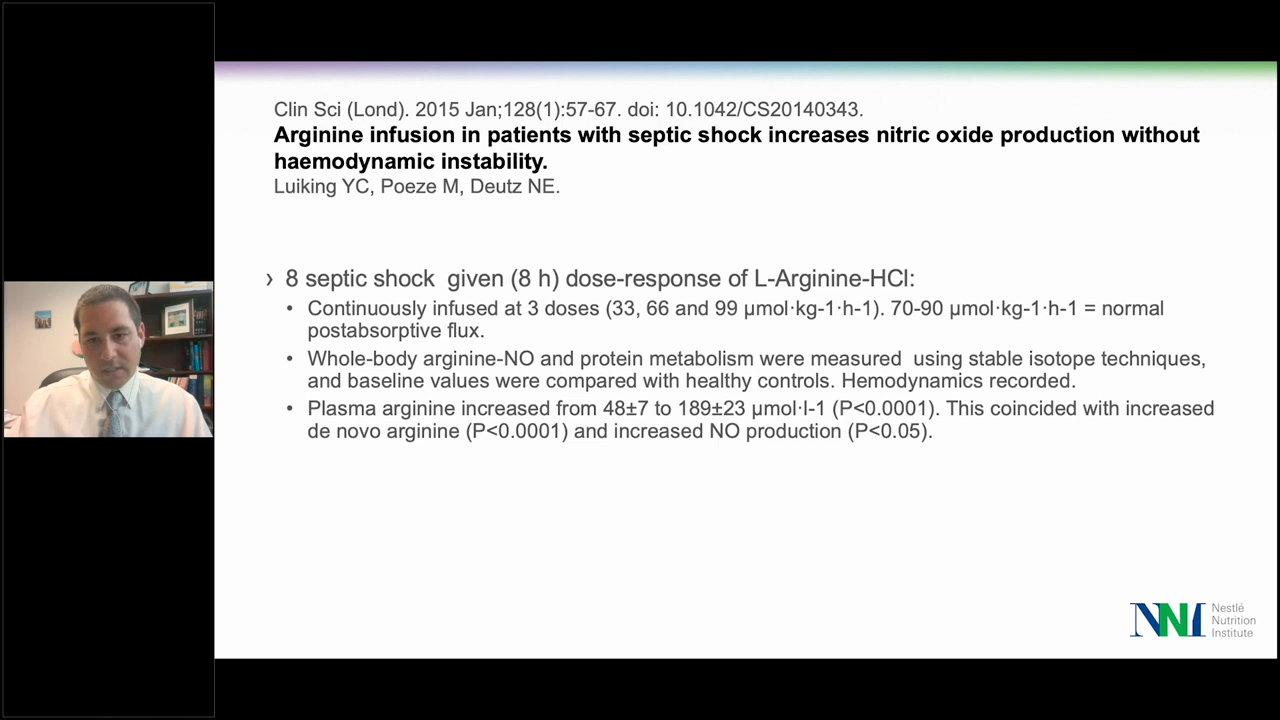 Clin Sci (Lond). 2015 Jan;128(1):57-67. doi: 10.1042/CS20140343.
Arginine infusion in patients with septic shock increases nitric oxide production without
haemodynamic instability.
Luiking YC, Poeze M, Deutz NE.
› 8 septic shock given (8 h) dose-response of L-Arginine-HCl:
• Continuously infused at 3 doses (33, 66 and 99 μmol·kg-1·h-1). 70-90 μmol·kg-1·h-1 = normal
postabsorptive flux.
• Whole-body arginine-NO and protein metabolism were measured using stable isotope techniques,
and baseline values were compared with healthy controls. Hemodynamics recorded.
• Plasma arginine increased from 48±7 to 189±23 μmol·l-1 (P<0.0001). This coincided with increased
de novo arginine (P<0.0001) and increased NO production (P<0.05).
NNI
Nestlé
Nutrition
Institute